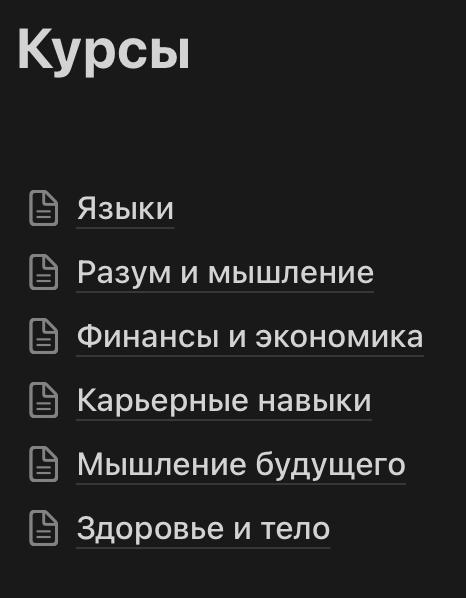 Курсы
Языки
Разум и мышление
Финансы и экономика
Карьерные навыки
Мышление будущего
Здоровье и тело